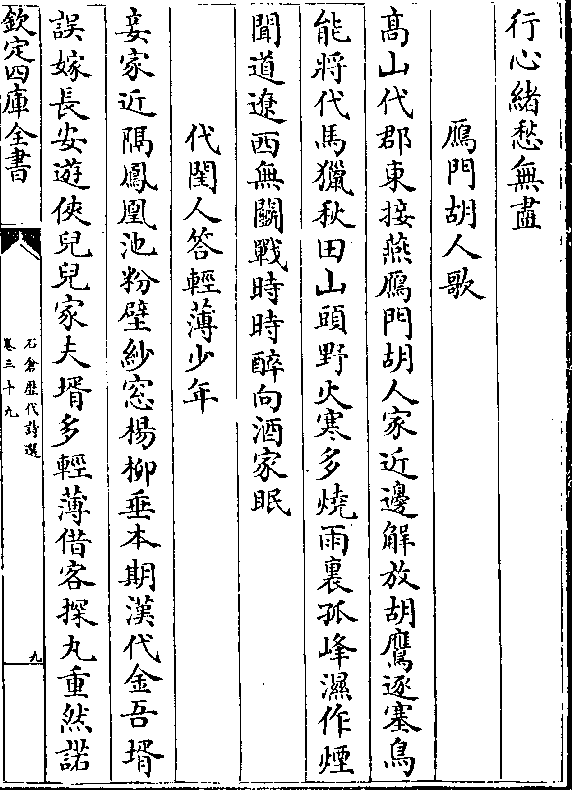 行心緒愁無盡
鴈門胡人歌
髙山代郡東接燕鴈門胡人家近邊解放胡鷹逐塞鳥
能將代馬獵秋田山頭野火寒多燒雨裏孤峰濕作煙
聞道遼西無鬭戰時時醉向酒家眠
代閨人答輕薄少年
妾家近隅鳳凰池粉壁紗窓楊柳垂本期漢代金吾壻
誤嫁長安遊俠兒兒家夫壻多輕薄借客探丸重然諾
欽定四庫全書
石倉歴代詩選
卷三十九
九